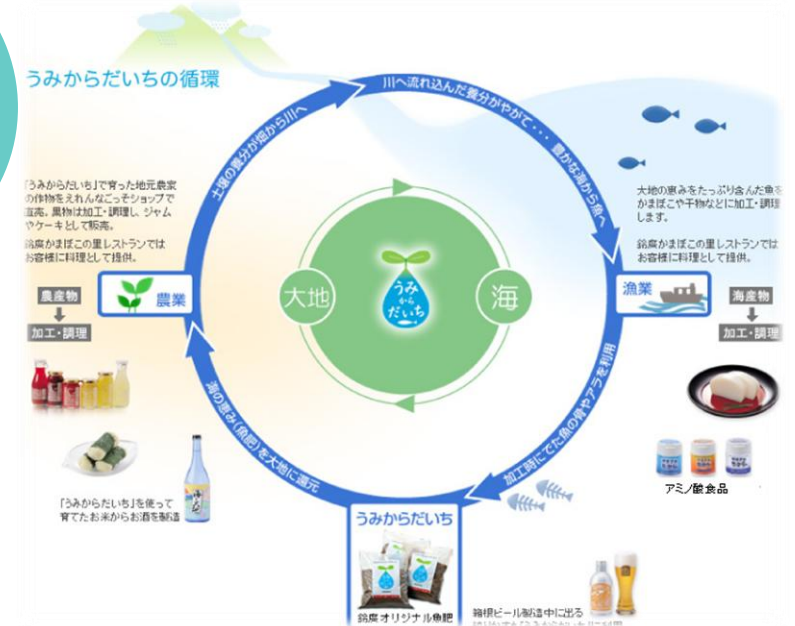 うみからだいちの循環
土壌の養分が畑から川へ
川へ流れ込んだ養分がやがて・・・ 豊かな海から魚へ
「うみからだいち」で育った地元農家
の作物をえれんなごっそショップで
直売。果物は加工・調理し、ジャム
やケーキとして販売。
鈴廣かまぼこの里レストランでは
お客様に料理として提供。
大地の恵みをたっぷり含んだ魚を
かまぼこや干物などに加工・調理
します。
鈴廣かまぼこの里レストランでは
お客様に料理として提供。
農業
農産物
加工・調理
大地
うみ
から
だいち
海
漁業
海産物
加工・調理
海の恵み(魚肥)を大地に還元
加工時にでた魚の骨やアラを利用
アミノ酸食品
「うみからだいち」を使って
育てたお米からお酒を製造
うみからだいち
鈴廣オリジナル魚肥
箱根ビール製造中に出る